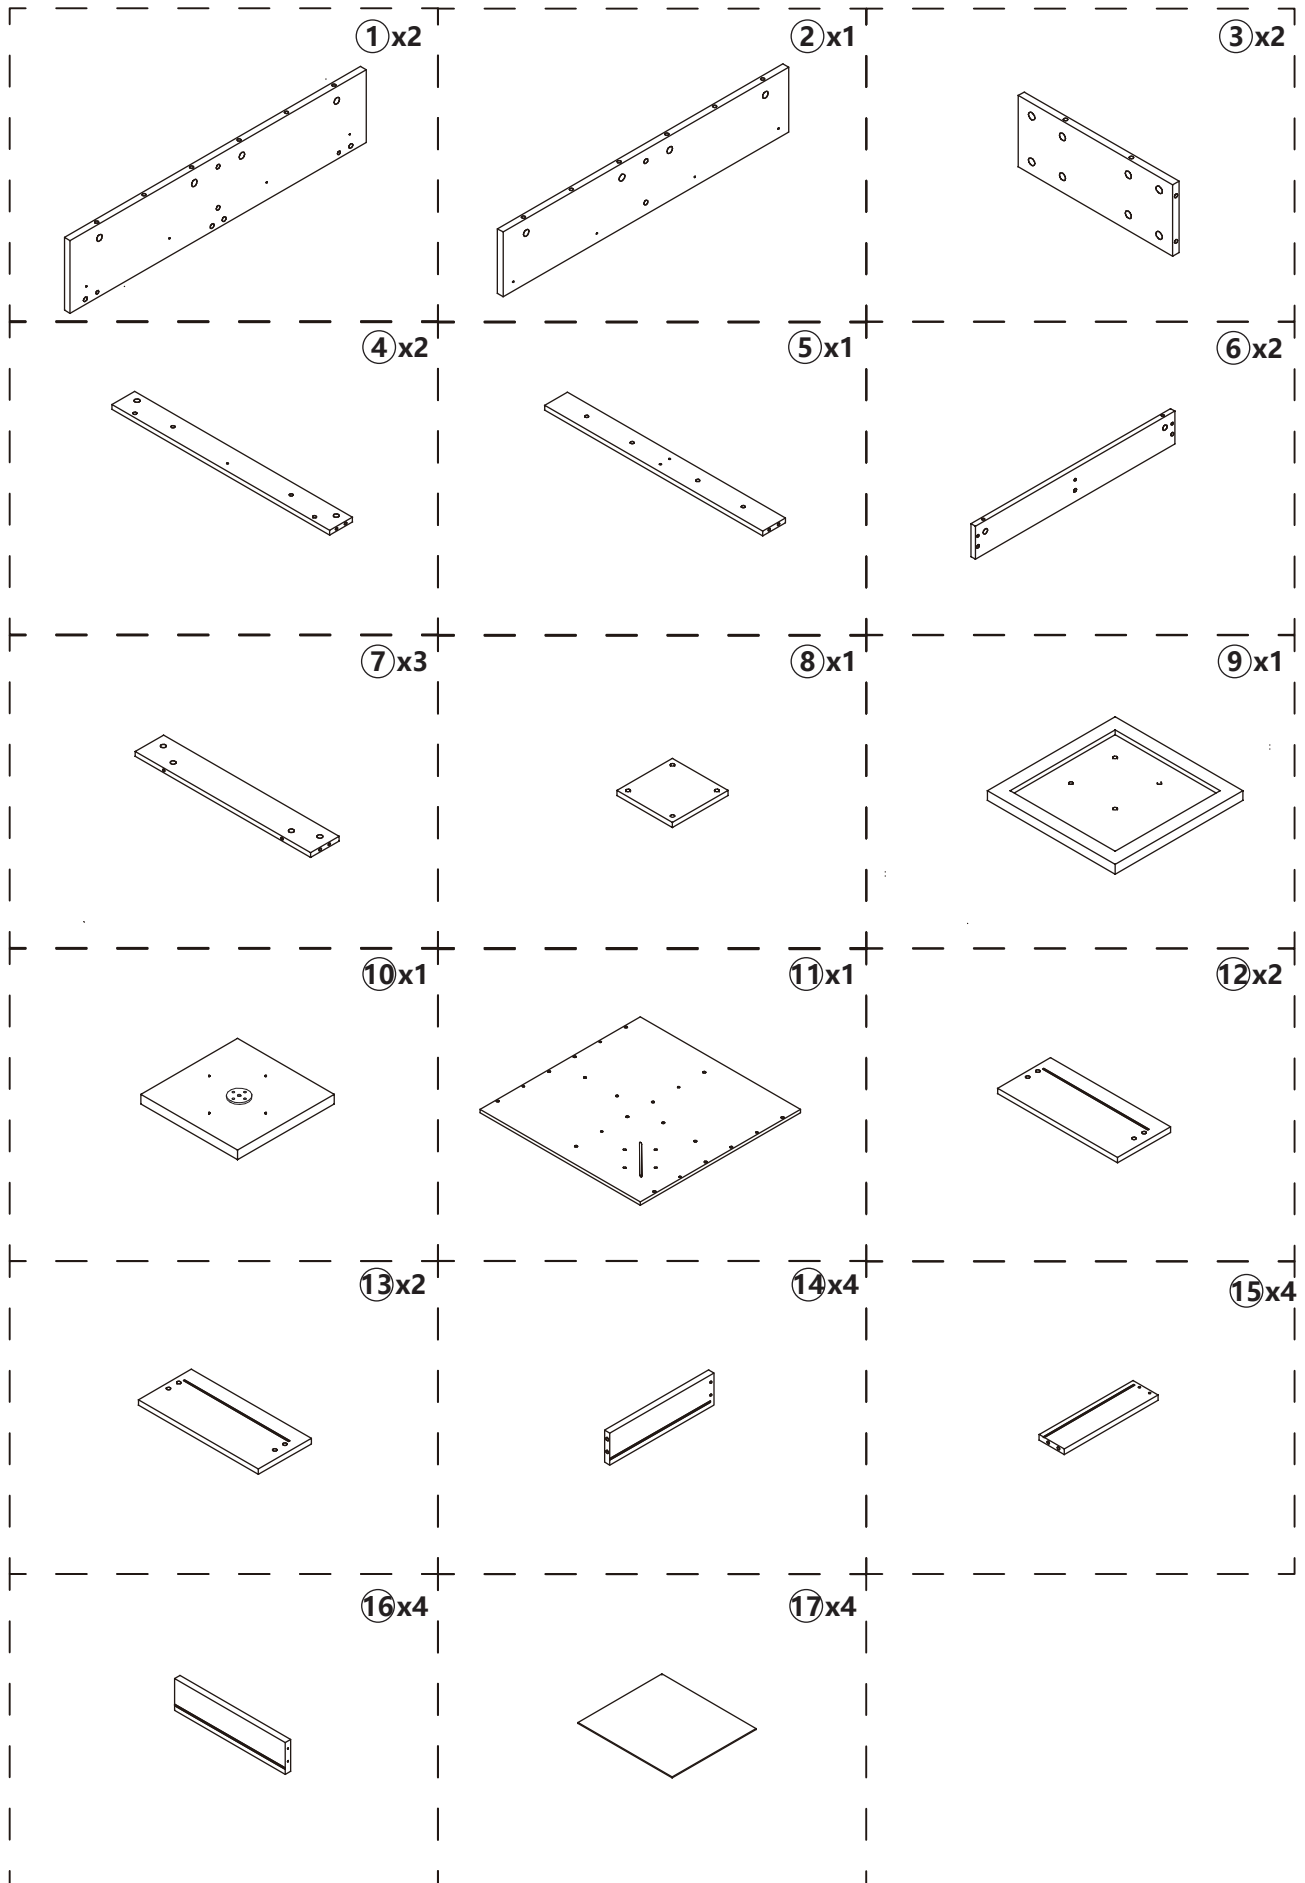 ①x2
②x1
③x2
④x2
⑤x1
⑥x2
⑦x3
⑧x1
⑨x1
⑩x1
⑪x1
⑫x2
⑬x2
⑭x4
⑮x4
⑯x4
⑰x4